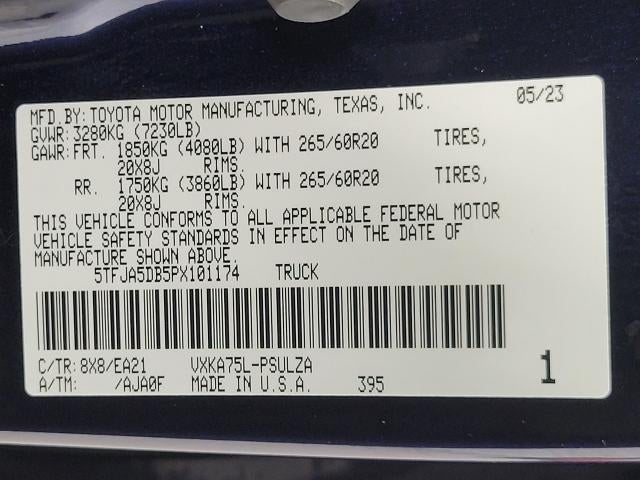 MFD.BY:TOYOTA MOTOR MANUFACTURING, TEXAS, INC. 05/23
GVWR:3280KG (7230LB)
GAWR:FRT. 1850KG (4080LB) WITH 265/60R20 TIRES,
20X8J RIMS.
RR. 1750KG (3860LB) WITH 265/60R20 TIRES,
20X8J RIMS.
THIS VEHICLE CONFORMS TO ALL APPLICABLE FEDERAL MOTOR
VEHICLE SAFETY STANDARDS IN EFFECT ON THE DATE OF
MANUFACTURE SHOWN ABOVE.
5TFJA5DB5PX101174 TRUCK
C/TR:8X8/EA21 VXKA75L-PSULZA
A/TM: /AJA0F MADE IN U.S.A. 395 1